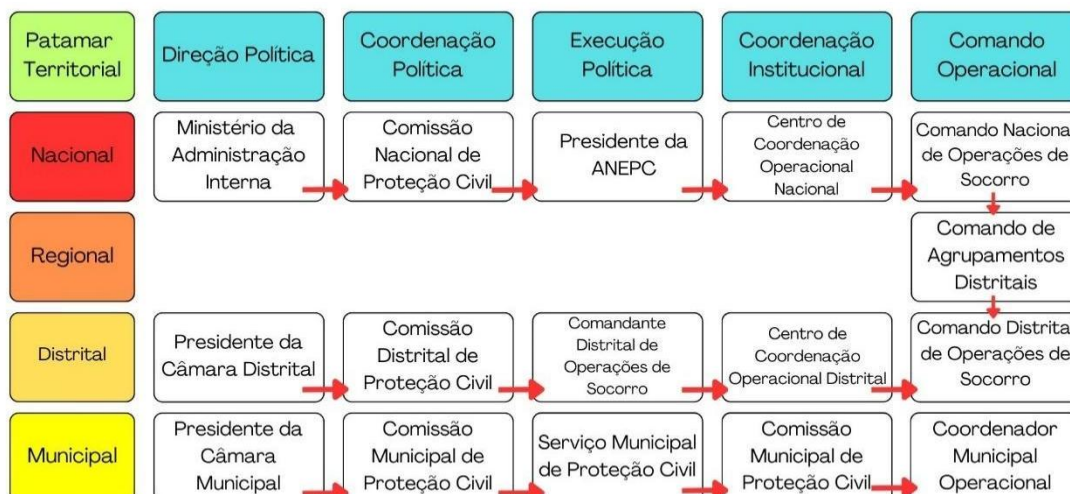 Patamar
Territorial
Direção Política
Coordenação
Política
Execução
Política
Coordenação
Institucional
Comando
Operacional
Nacional
Ministério da
Administração
Interna
Comissão
Nacional de
Proteção Civil
Presidente da
ANEPC
Centro de
Coordenação
Operacional
Nacional
Comando Naciona
de Operações de
Socorro
Regional
Comando de
Agrupamentos
Distritais
Distrital
Presidente da
Câmara Distrital
Comissão
Distrital de
Proteção Civil
Comandante
Distrital de
Operações de
Socorro
Centro de
Coordenação
Operacional Distrital
Comando Distrita
de Operações de
Socorro
Municipal
Presidente da
Câmara
Municipal
Comissão
Municipal de
Proteção Civil
Serviço Municipal
de Proteção Civil
Comissão
Municipal de
Proteção Civil
Coordenador
Municipal
Operacional